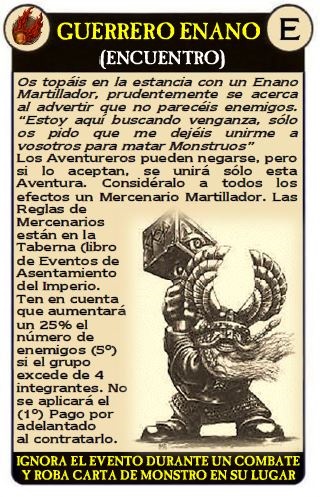 GUERRERO ENANO
E
(ENCUENTRO)
Os topáis en la estancia con un Enano
Martillador, prudentemente se acerca
al advertir que no parecéis enemigos.
“Estoy aquí buscando venganza, sólo
os pido que me dejéis unirme a
vosotros para matar Monstruos”
Los Aventureros pueden negarse, pero
si lo aceptan, se unirá sólo esta
Aventura. Considéralo a todos los
efectos un Mercenario Martillador. Las
Reglas de
Mercenarios
están en la
Taberna (libro
de Eventos de
Asentamiento
del Imperio.
Ten en cuenta
que aumentará
un 25% el
número de
enemigos (5º)
si el grupo
excede de 4
integrantes. No
se aplicará el
(1º) Pago por
adelantado
al contratarlo.
IGNORA EL EVENTO DURANTE UN COMBATE
Y ROBA CARTA DE MONSTRO EN SU LUGAR